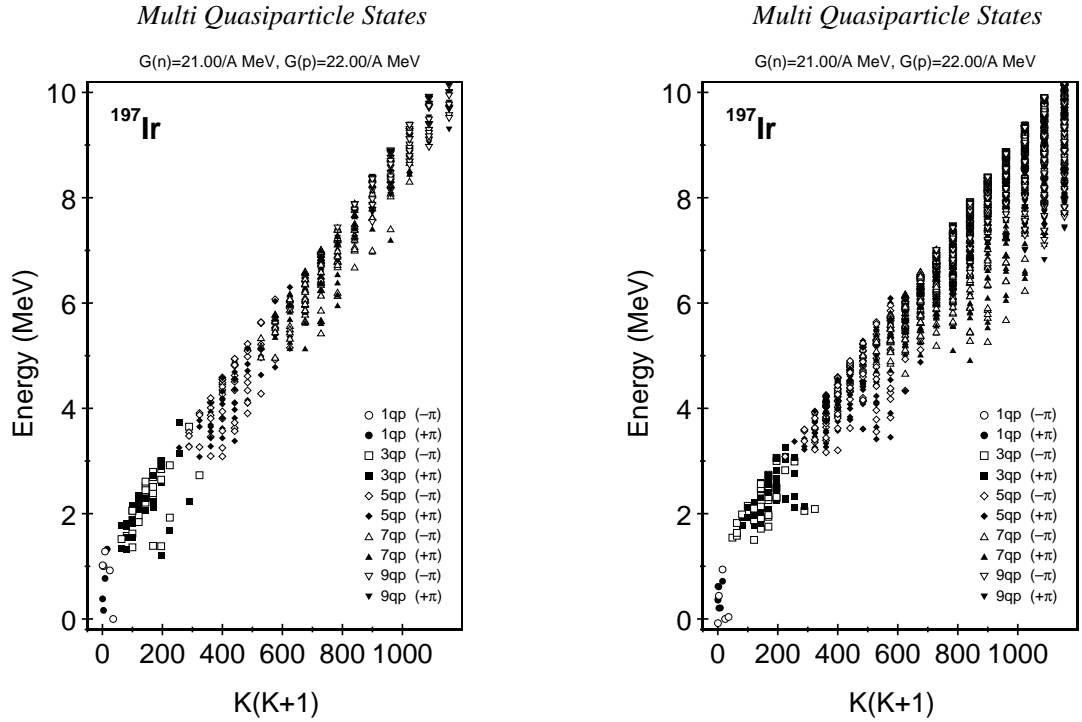 Multi Quasiparticle States
G(n)=21.00/A MeV, G(p)=22.00/A MeV
10
8
6
4
2
0
Energy (MeV)
197Ir
1qp (−π)
1qp (+π)
3qp (−π)
3qp (+π)
5qp (−π)
5qp (+π)
7qp (−π)
7qp (+π)
9qp (−π)
9qp (+π)
0 200 400 600 800 1000
K(K+1)
Multi Quasiparticle States
G(n)=21.00/A MeV, G(p)=22.00/A MeV
10
8
6
4
2
0
Energy (MeV)
197Ir
1qp (−π)
1qp (+π)
3qp (−π)
3qp (+π)
5qp (−π)
5qp (+π)
7qp (−π)
7qp (+π)
9qp (−π)
9qp (+π)
0 200 400 600 800 1000
K(K+1)